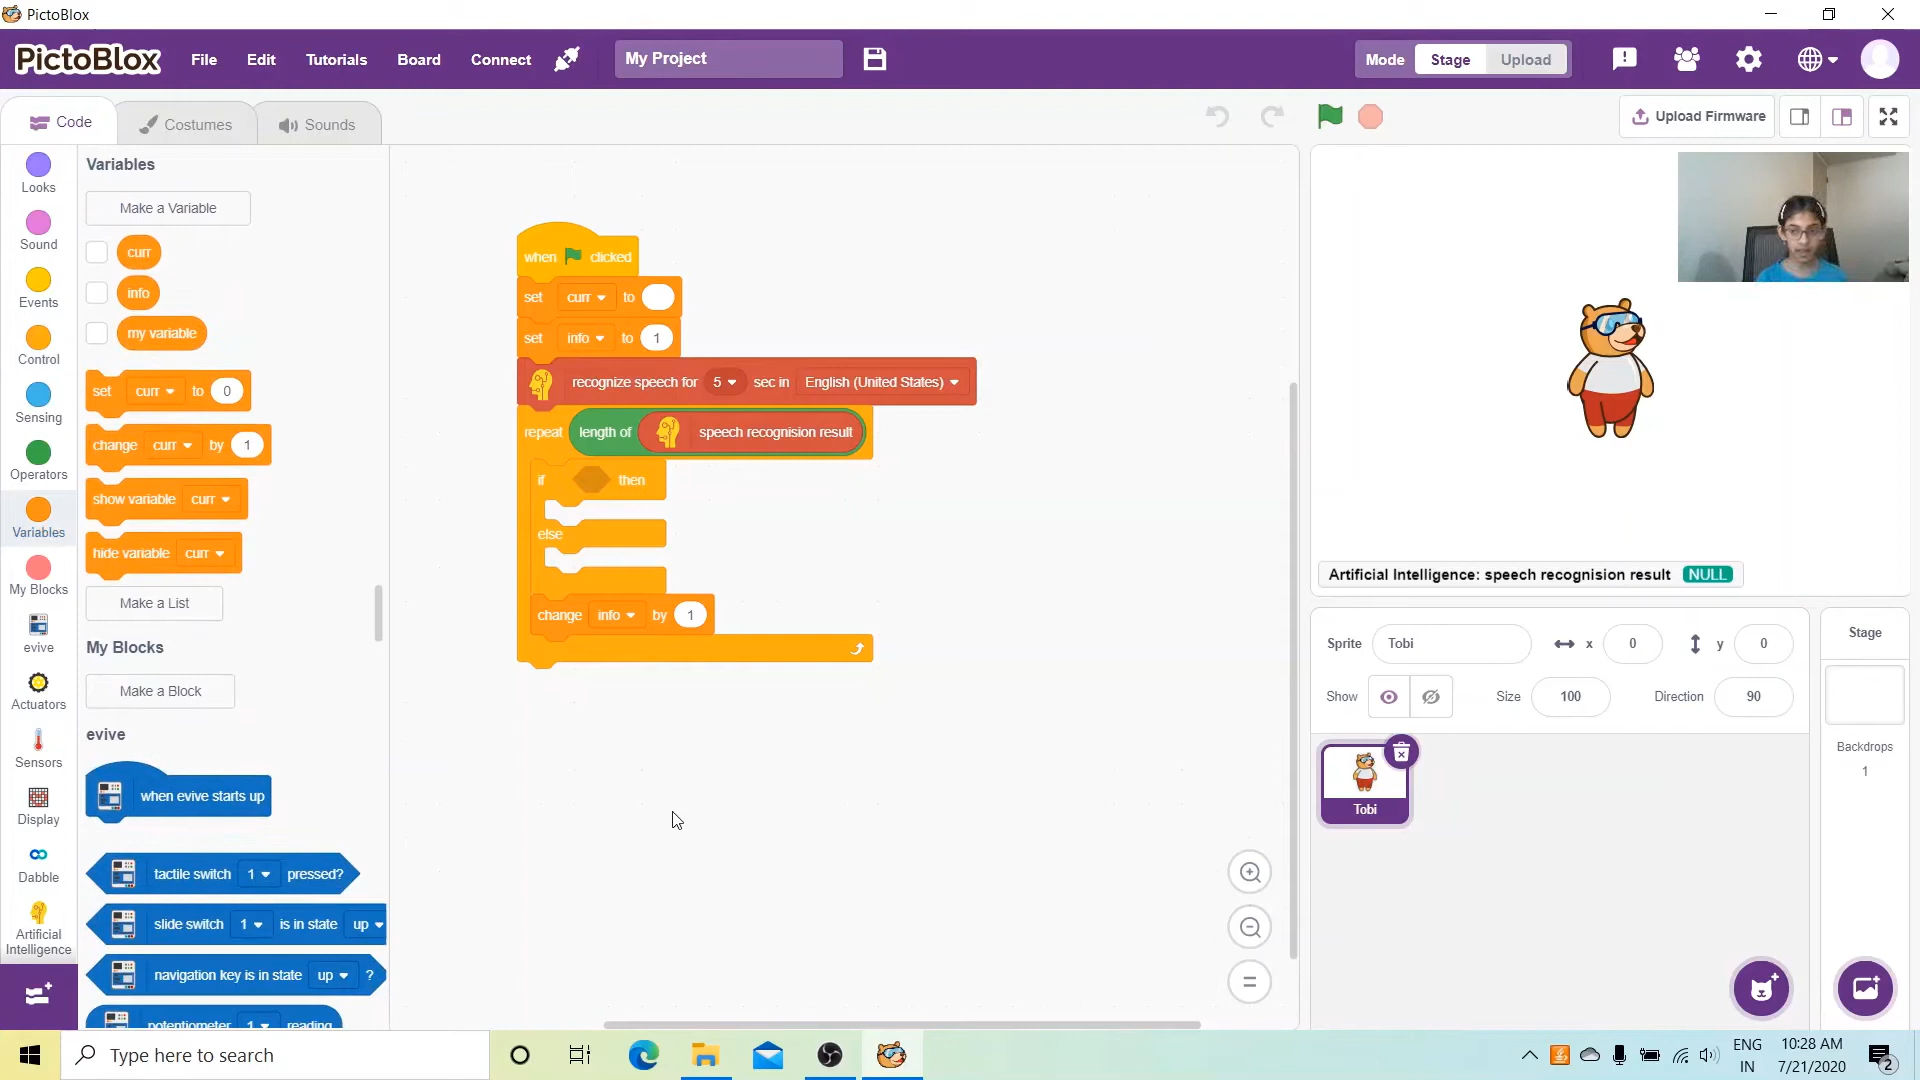 PictoBlox
PictoBlox File Edit Tutorials Board Connect My Project Mode Stage Upload
Code Costumes Sounds Upload Firmware
Looks
Sound
Events
Control
Sensing
Operators
Variables
My Blocks
evive
Actuators
Sensors
Display
Dabble
Artificial
Intelligence
Variables
Make a Variable
curr
info
my variable
set curr to 0
change curr by 1
show variable curr
hide variable curr
Make a List
My Blocks
Make a Block
evive
when evive starts up
tactile switch 1 pressed?
slide switch 1 is in state up
navigation key is in state up ?
potentiometer 1 reading
when clicked
set curr to
set info to 1
recognize speech for 5 sec in English (United States)
repeat length of speech recognision result
if then
else
change info by 1
Artificial Intelligence: speech recognision result NULL
Sprite Tobi x 0 y 0
Show Size 100 Direction 90
Tobi
Stage
Backdrops
1
Type here to search
ENG
IN
10:28 AM
7/21/2020
2